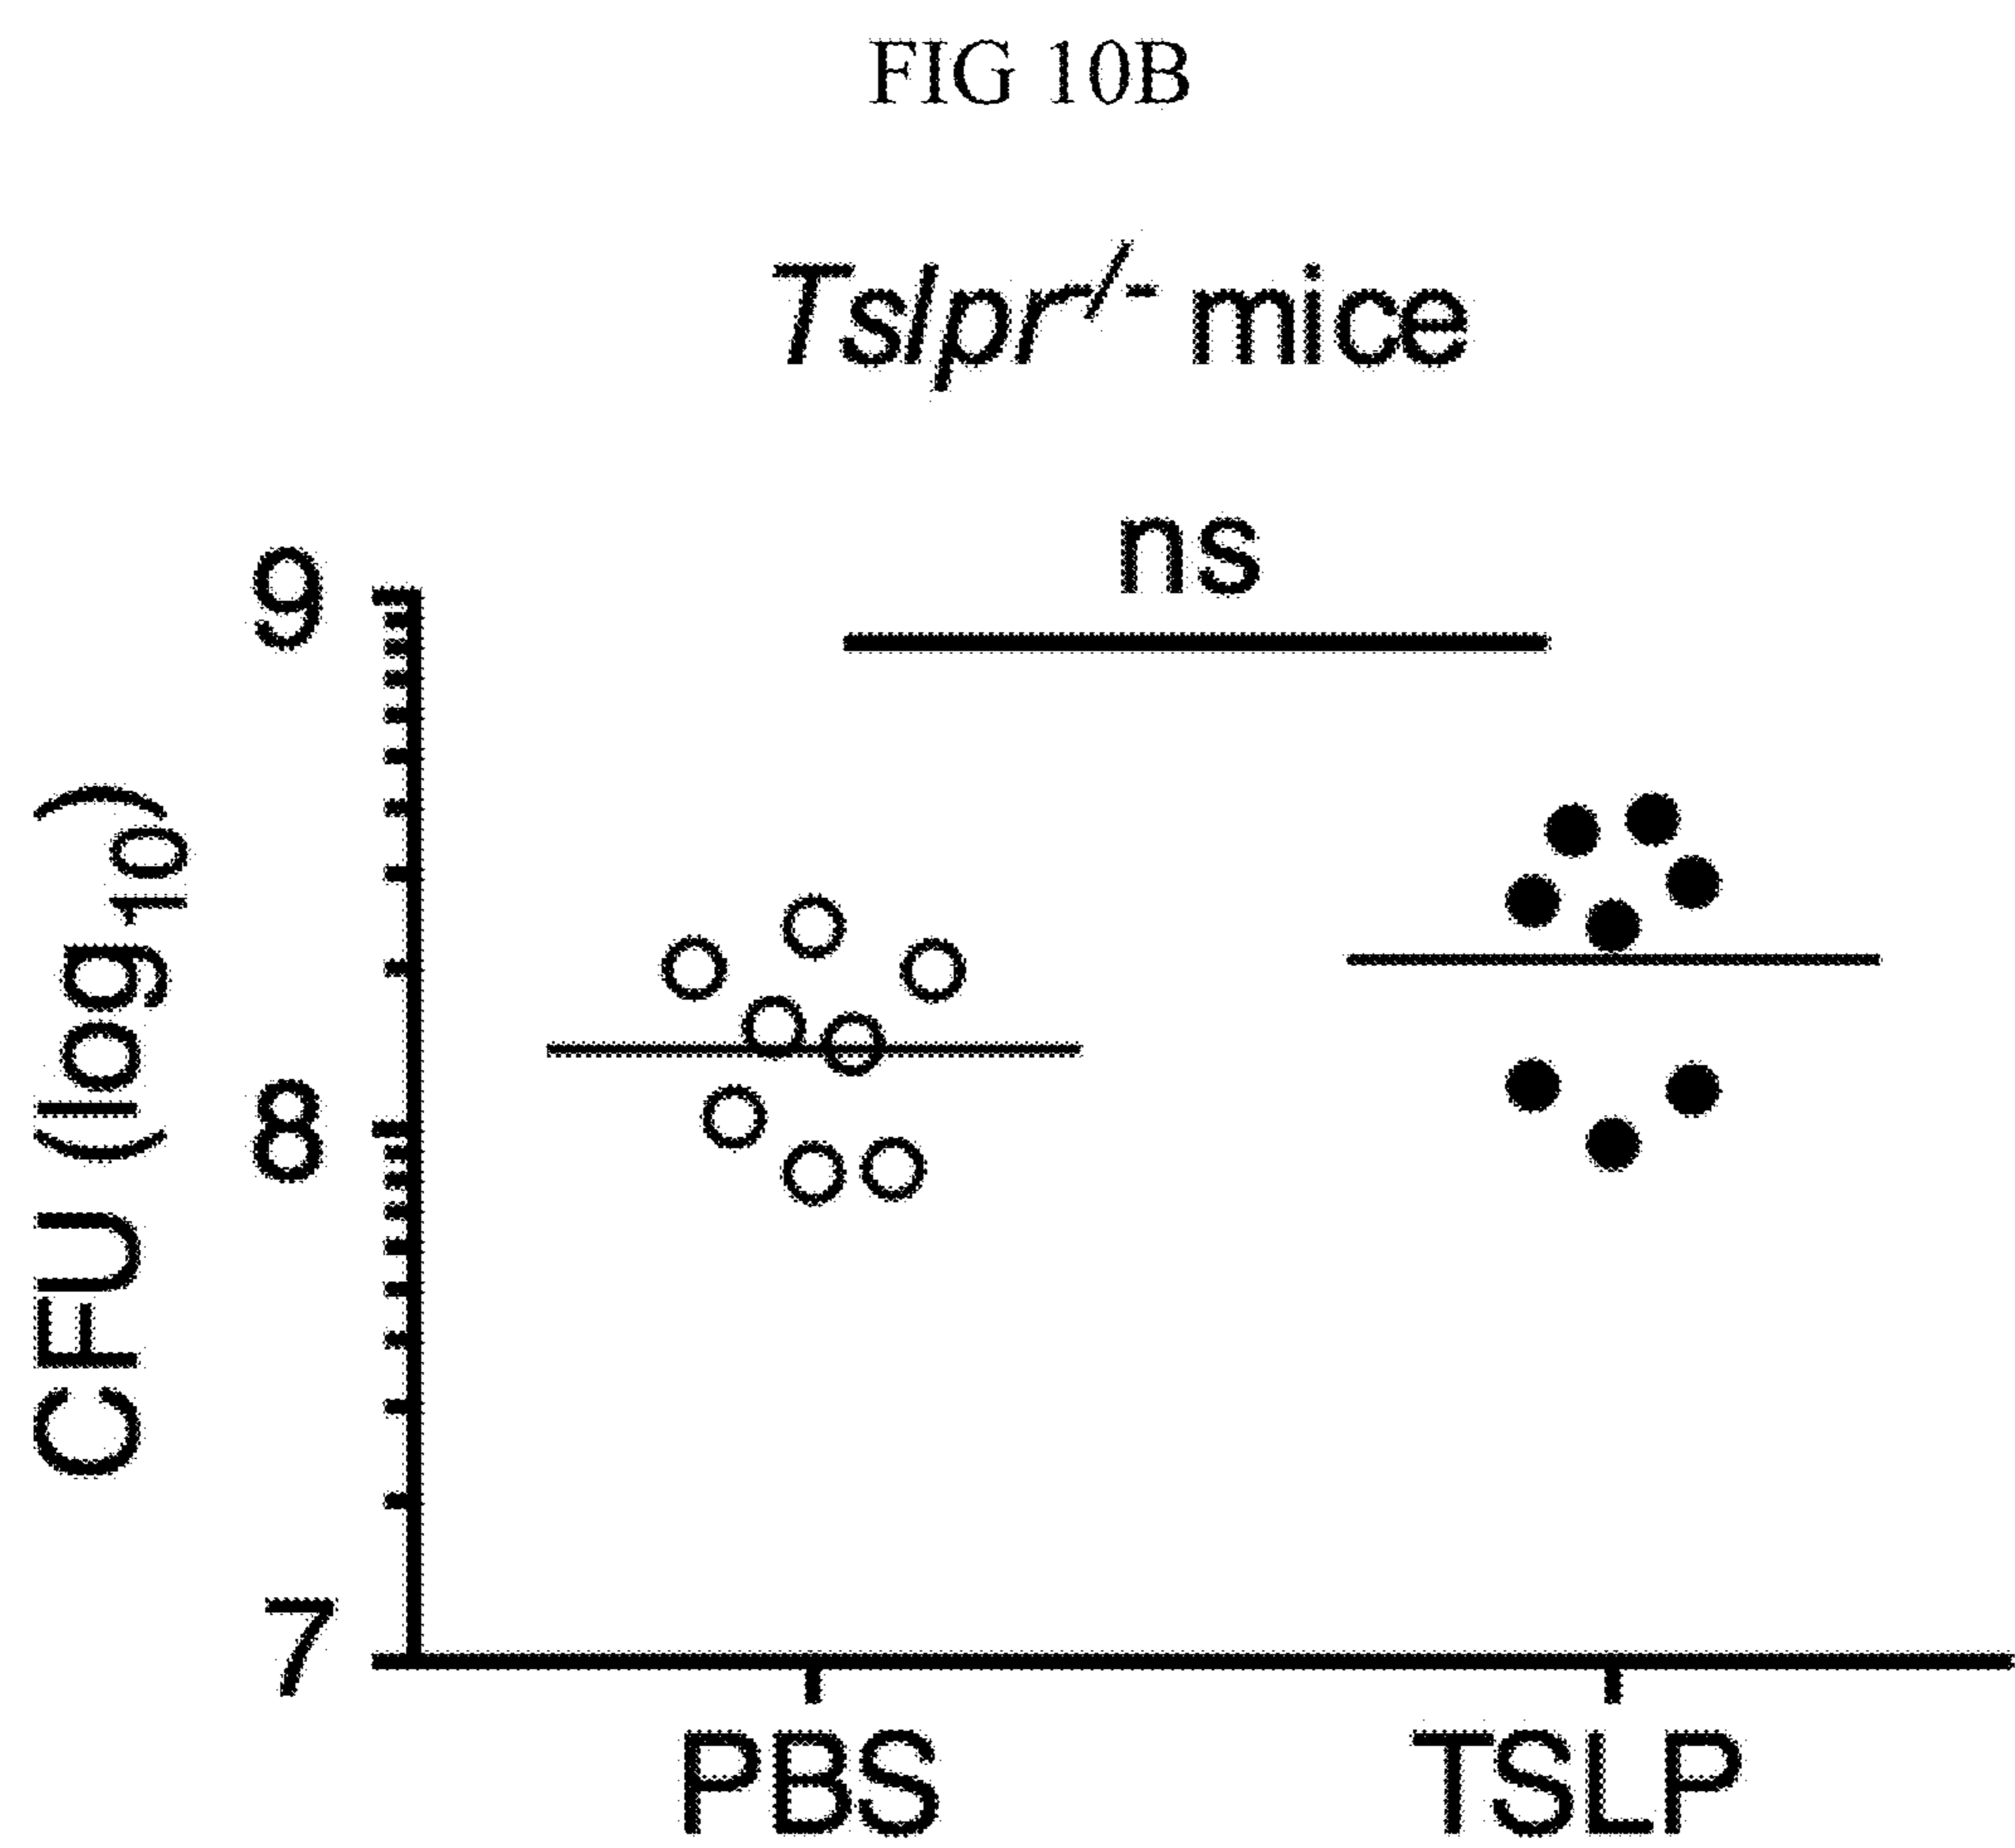 FIG 10B
Tslpr/- mice
ns
9
8
7
CFU (log10)
PBS
TSLP